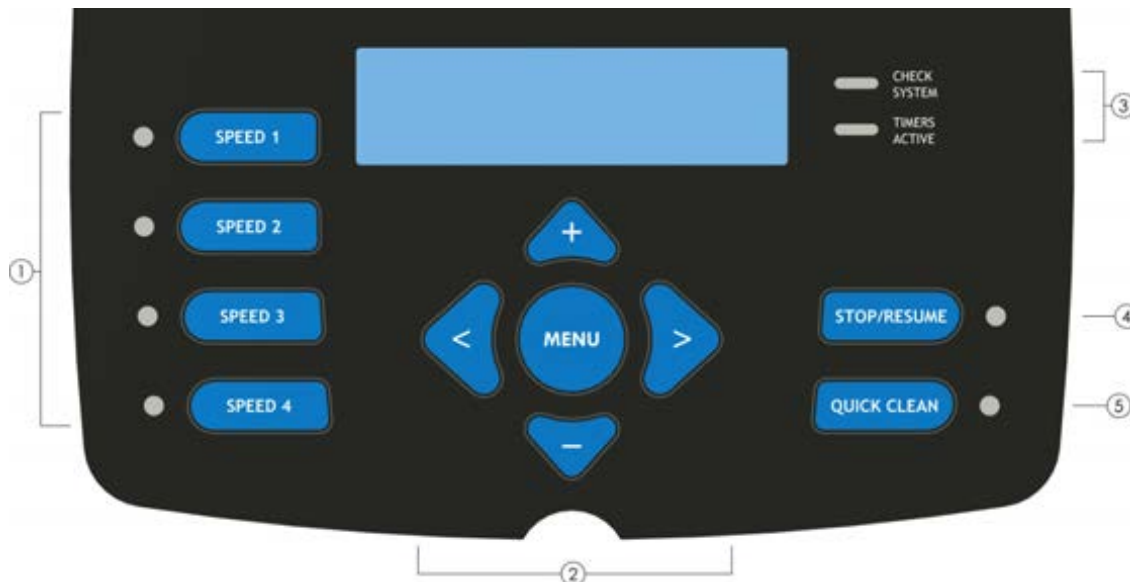 CHECK
SYSTEM
TIMERS
ACTIVE
3
SPEED 1
SPEED 2
1
+
SPEED 3
<
MENU
>
STOP/RESUME
4
SPEED 4
QUICK CLEAN
5
−
2